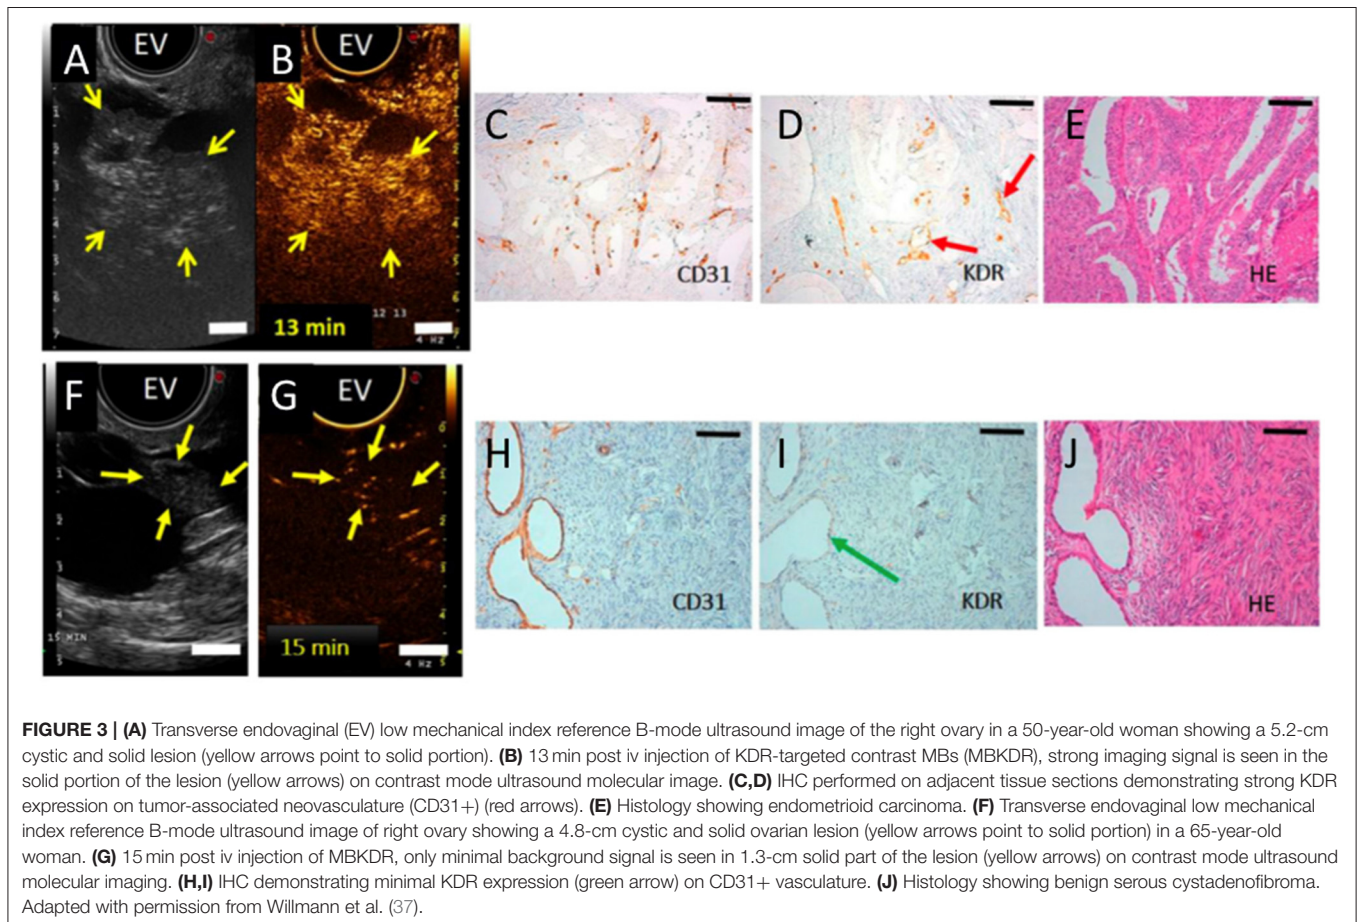 A
EV
B
EV
13 min
12 13
4 Hz
C
CD31
D
KDR
E
HE
F
EV
15 MIN
G
EV
15 min
4 Hz
H
CD31
I
KDR
J
HE
FIGURE 3 | (A) Transverse endovaginal (EV) low mechanical index reference B-mode ultrasound image of the right ovary in a 50-year-old woman showing a 5.2-cm
cystic and solid lesion (yellow arrows point to solid portion). (B) 13 min post iv injection of KDR-targeted contrast MBs (MBKDR), strong imaging signal is seen in the
solid portion of the lesion (yellow arrows) on contrast mode ultrasound molecular image. (C,D) IHC performed on adjacent tissue sections demonstrating strong KDR
expression on tumor-associated neovasculature (CD31+) (red arrows). (E) Histology showing endometrioid carcinoma. (F) Transverse endovaginal low mechanical
index reference B-mode ultrasound image of right ovary showing a 4.8-cm cystic and solid ovarian lesion (yellow arrows point to solid portion) in a 65-year-old
woman. (G) 15 min post iv injection of MBKDR, only minimal background signal is seen in 1.3-cm solid part of the lesion (yellow arrows) on contrast mode ultrasound
molecular imaging. (H,I) IHC demonstrating minimal KDR expression (green arrow) on CD31+ vasculature. (J) Histology showing benign serous cystadenofibroma.
Adapted with permission from Willmann et al. (37).